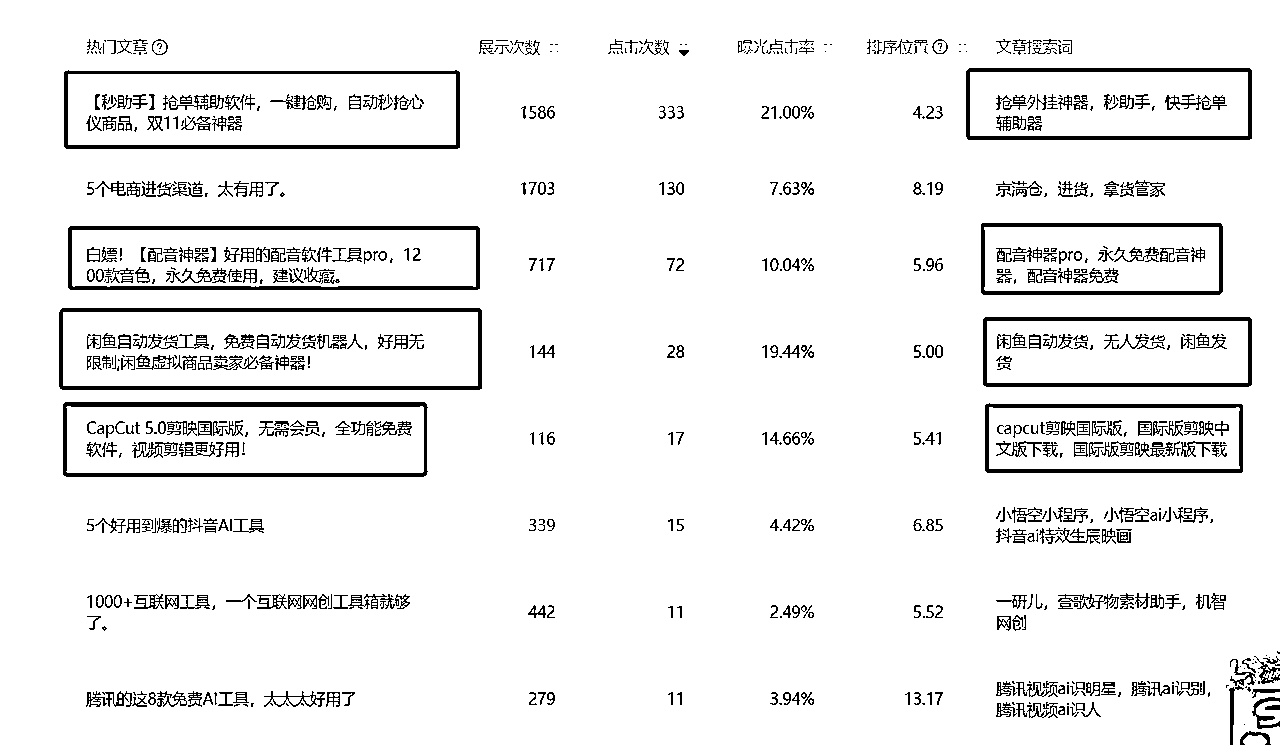 热门文章 展示次数 点击次数 曝光点击率 排序位置 文章搜索词
【秒助手】抢单辅助软件，一键抢购，自动秒抢心
仪商品，双11必备神器
1586 333 21.00% 4.23
抢单外挂神器，秒助手，快手抢单
辅助器
5个电商进货渠道，太有用了。 1703 130 7.63% 8.19 京满仓，进货，拿货管家
白嫖！【配音神器】好用的配音软件工具pro，12
00款音色，永久免费使用，建议收藏。
717 72 10.04% 5.96
配音神器pro，永久免费配音神
器，配音神器免费
闲鱼自动发货工具，免费自动发货机器人，好用无
限制;闲鱼虚拟商品卖家必备神器！
144 28 19.44% 5.00
闲鱼自动发货，无人发货，闲鱼发
货
CapCut 5.0剪映国际版，无需会员，全功能免费
软件，视频剪辑更好用！
116 17 14.66% 5.41
capcut剪映国际版，国际版剪映中
文版下载，国际版剪映最新版下载
5个好用到爆的抖音AI工具 339 15 4.42% 6.85
小悟空小程序，小悟空ai小程序，
抖音ai特效生辰映画
1000+互联网工具，一个互联网网创工具箱就够
了。
442 11 2.49% 5.52
一研儿，壹歌好物素材助手，机智
网创
腾讯的这8款免费AI工具，太太太好用了 279 11 3.94% 13.17
腾讯视频ai识明星，腾讯ai识别，
腾讯视频ai识人